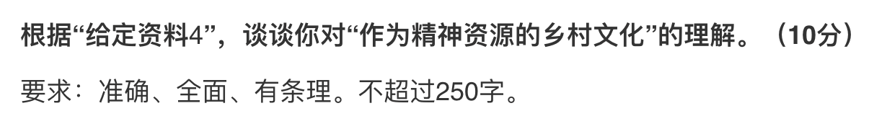 根据“给定资料4”，谈谈你对“作为精神资源的乡村文化”的理解。（10分）
要求：准确、全面、有条理。不超过250字。